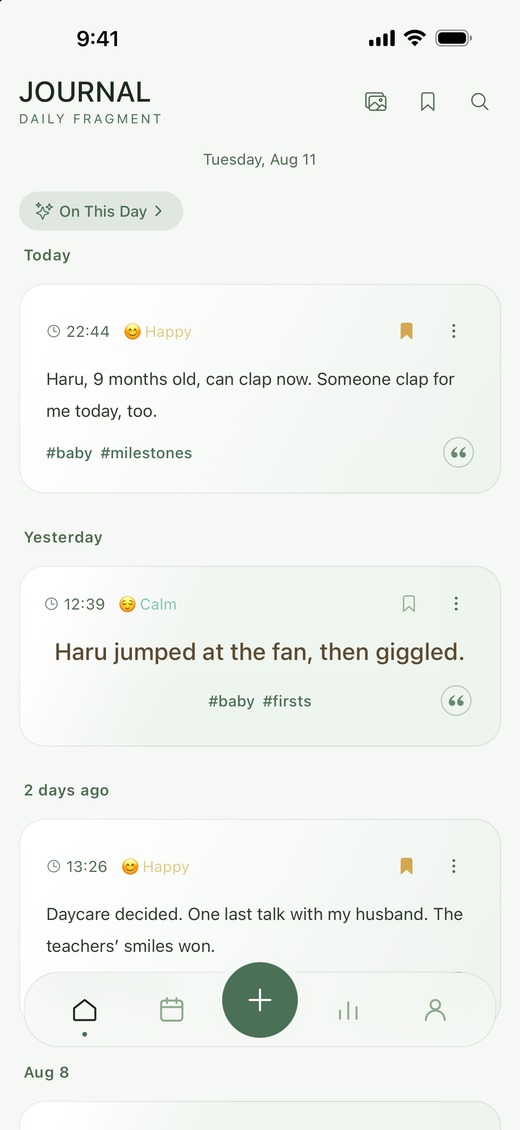 9:41
JOURNAL
DAILY FRAGMENT
Tuesday, Aug 11
On This Day
Today
22:44 😊 Happy
Haru, 9 months old, can clap now. Someone clap for
me today, too.
#baby #milestones
Yesterday
12:39 😌 Calm
Haru jumped at the fan, then giggled.
#baby #firsts
2 days ago
13:26 😊 Happy
Daycare decided. One last talk with my husband. The
teachers’ smiles won.
Aug 8